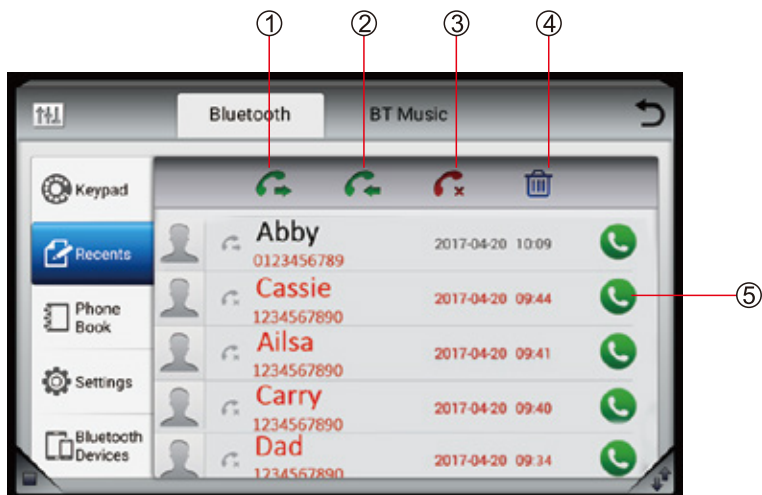 ① ② ③ ④
Bluetooth BT Music
Keypad
Recents
Phone
Book
Settings
Bluetooth
Devices
Abby 2017-04-20 10:09
0123456789
Cassie 2017-04-20 09:44
1234567890
⑤
Ailsa 2017-04-20 09:41
1234567890
Carry 2017-04-20 09:40
1234567890
Dad 2017-04-20 09:34
1234567890